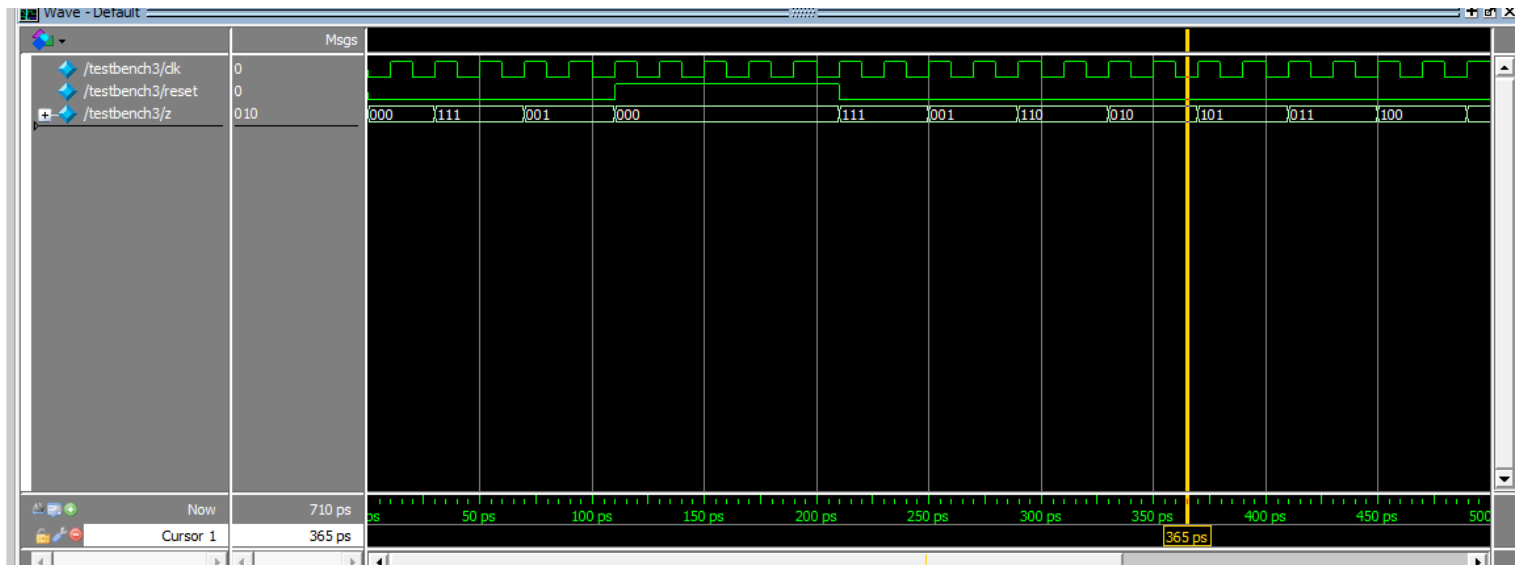 Wave - Default
Msgs
/testbench3/clk 0
/testbench3/reset 0
/testbench3/z 010 000 111 001 000 111 001 110 010 101 011 100
Now 710 ps ps 50 ps 100 ps 150 ps 200 ps 250 ps 300 ps 350 ps 400 ps 450 ps 500
Cursor 1 365 ps 365 ps